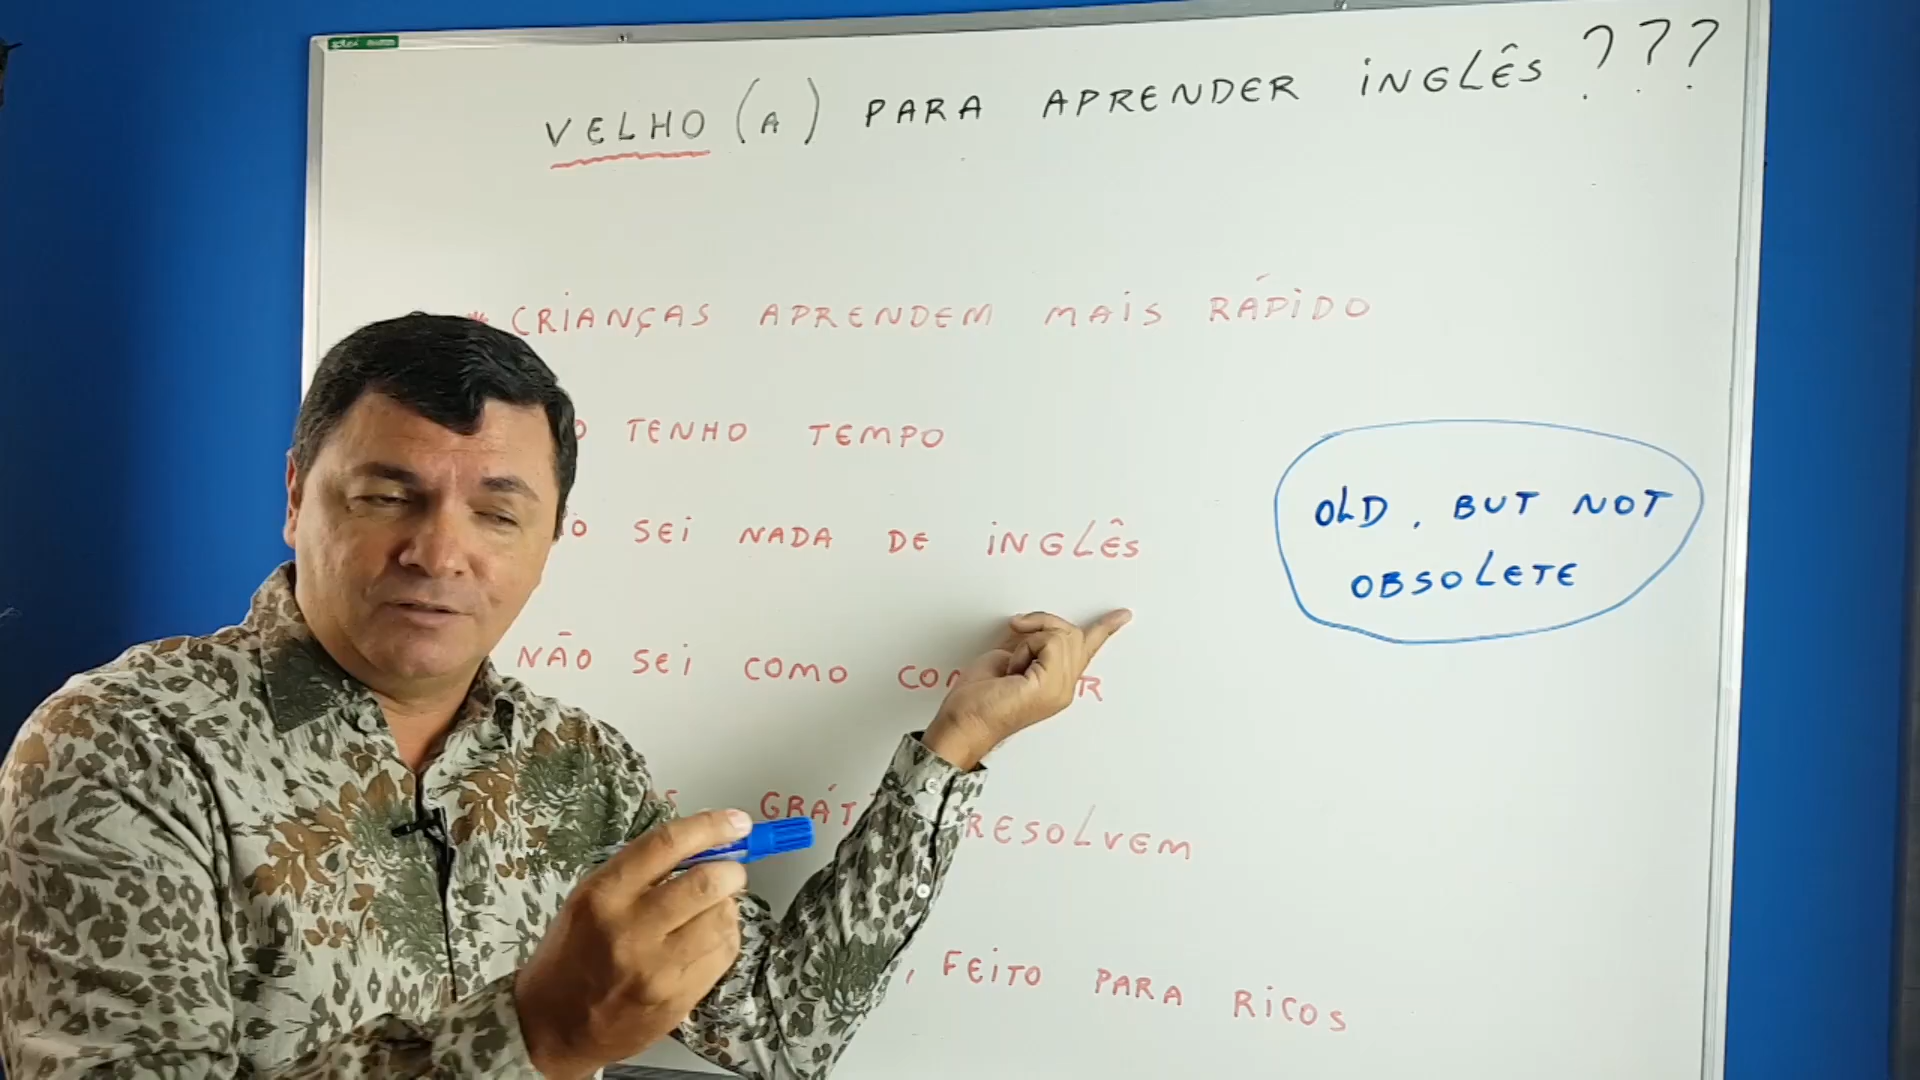 VELHO (A) PARA APRENDER INGLÊS ???
* CRIANÇAS APRENDEM MAIS RÁPIDO
TENHO TEMPO
SEI NADA DE INGLÊS
NÃO SEI COMO
RESOLVEM
, FEITO PARA RICOS
OLD, BUT NOT
OBSOLETE